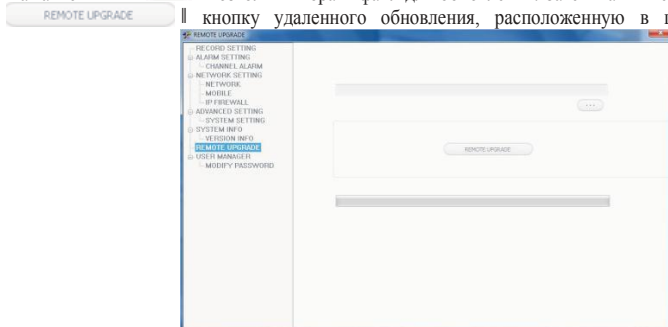 REMOTE UPGRADE
кнопку удаленного обновления, расположенную в
REMOTE UPGRADE
RECORD SETTING
ALARM SETTING
CHANNEL ALARM
NETWORK SETTING
NETWORK
MOBILE
IP FIREWALL
ADVANCED SETTING
SYSTEM SETTING
SYSTEM INFO
VERSION INFO
REMOTE UPGRADE
USER MANAGER
MODIFY PASSWORD
...
REMOTE UPGRADE